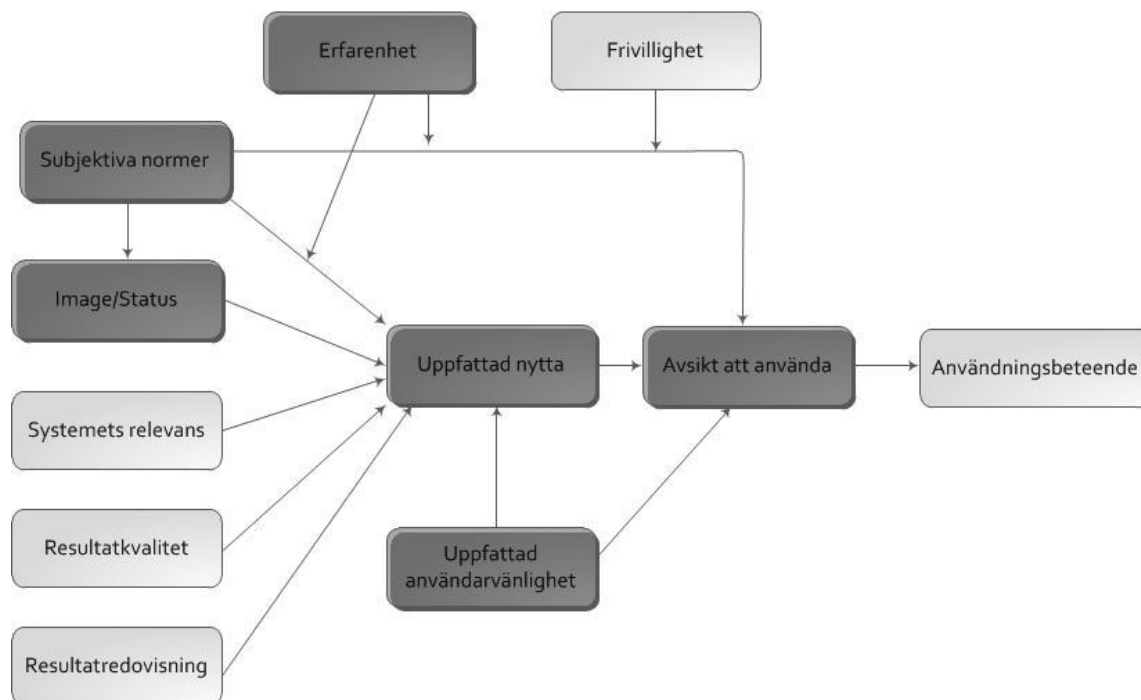 Erfarenhet
Frivillighet
Subjektiva normer
Image/Status
Uppfattad nytta
Avsikt att använda
Användningsbeteende
Systemets relevans
Resultatkvalitet
Uppfattad
användarvänlighet
Resultatredovisning